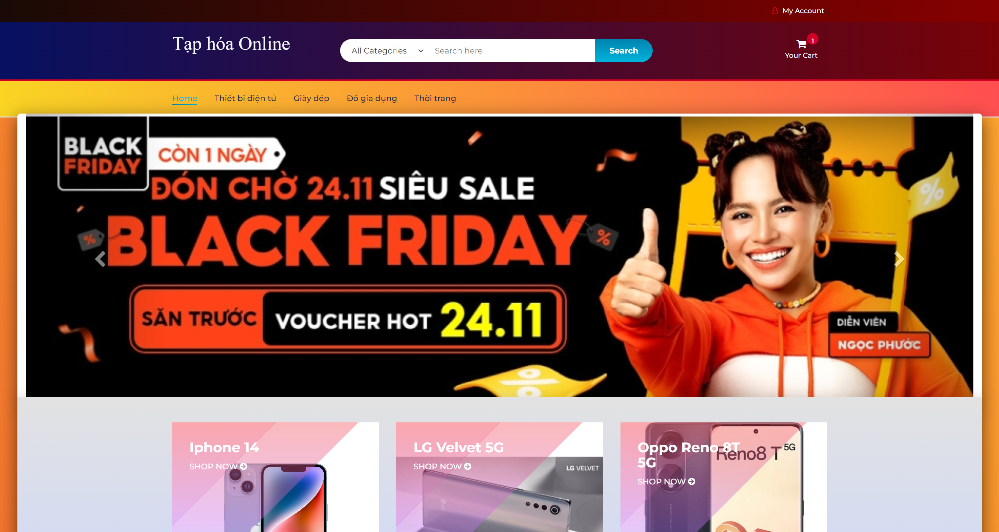 My Account
Tạp hóa Online
All Categories
Search here
Search
1
Your Cart
Home
Thiết bị điện tử
Giày dép
Đồ gia dụng
Thời trang
BLACK
FRIDAY
CÒN 1 NGÀY
ĐÓN CHỜ 24.11 SIÊU SALE
BLACK FRIDAY
%
%
%
SĂN TRƯỚC
VOUCHER HOT 24.11
DIỄN VIÊN
NGỌC PHƯỚC
%
Iphone 14
SHOP NOW
LG Velvet 5G
SHOP NOW
LG VELVET
LG
Oppo Reno 8T
5G
SHOP NOW
Reno8 T 5G
PORTRAIT CAMERA